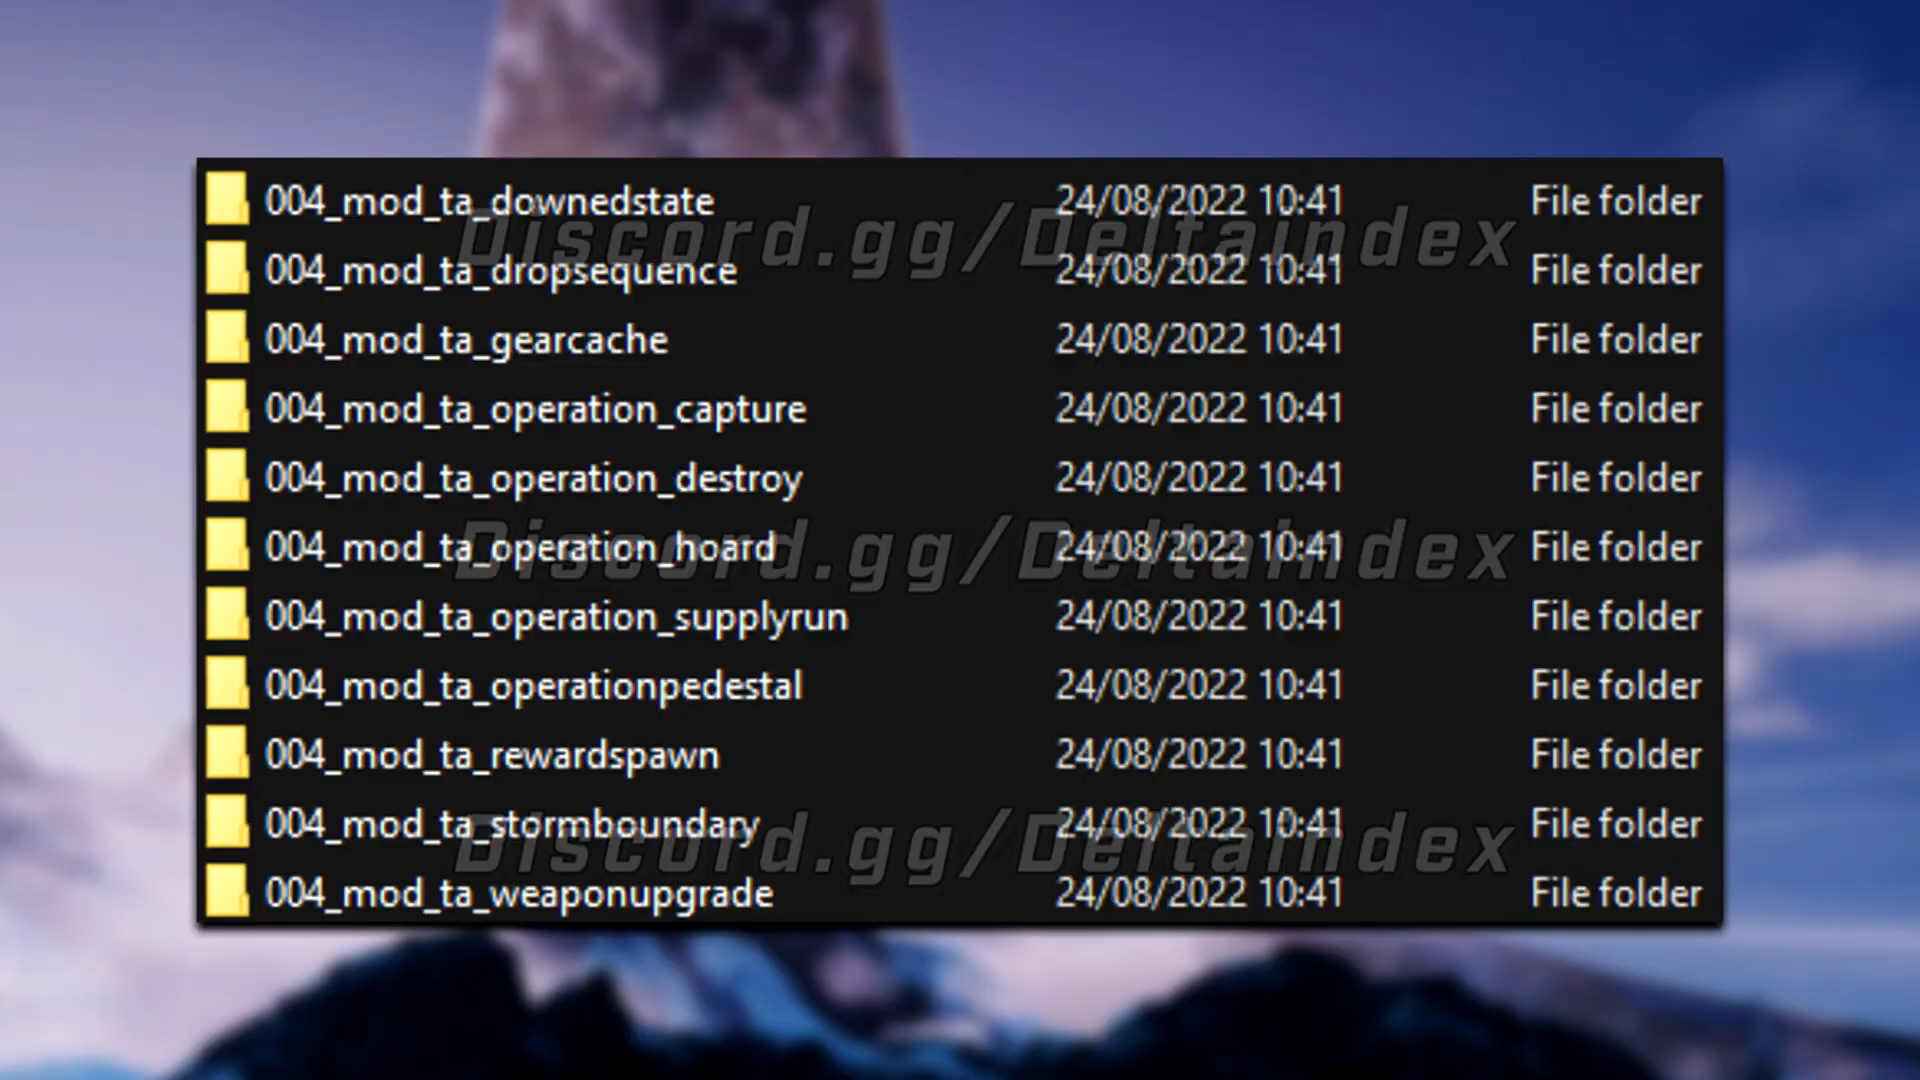 004_mod_ta_downedstate 24/08/2022 10:41 File folder
Discord.gg/Deltaindex
004_mod_ta_dropsequence 24/08/2022 10:41 File folder
004_mod_ta_gearcache 24/08/2022 10:41 File folder
004_mod_ta_operation_capture 24/08/2022 10:41 File folder
004_mod_ta_operation_destroy 24/08/2022 10:41 File folder
004_mod_ta_operation_hoard 24/08/2022 10:41 File folder
Discord.gg/Deltaindex
004_mod_ta_operation_supplyrun 24/08/2022 10:41 File folder
004_mod_ta_operationpedestal 24/08/2022 10:41 File folder
004_mod_ta_rewardspawn 24/08/2022 10:41 File folder
004_mod_ta_stormboundary 24/08/2022 10:41 File folder
Discord.gg/Deltaindex
004_mod_ta_weaponupgrade 24/08/2022 10:41 File folder